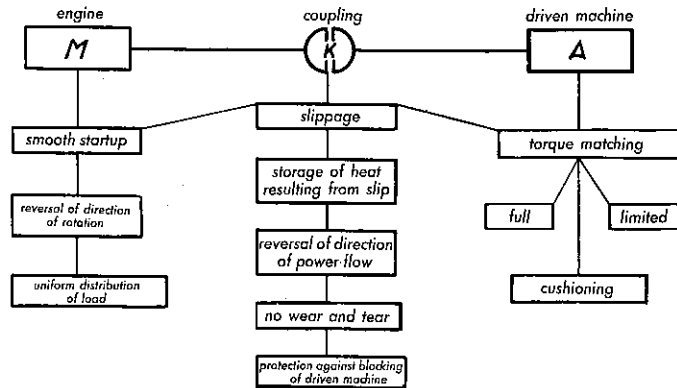 engine
coupling
driven machine
M
K
A
slippage
smooth startup
torque matching
storage of heat
resulting from slip
reversal of direction
of rotation
full
limited
reversal of direction
of power flow
uniform distribution
of load
cushioning
no wear and tear
protection against blocking
of driven machine